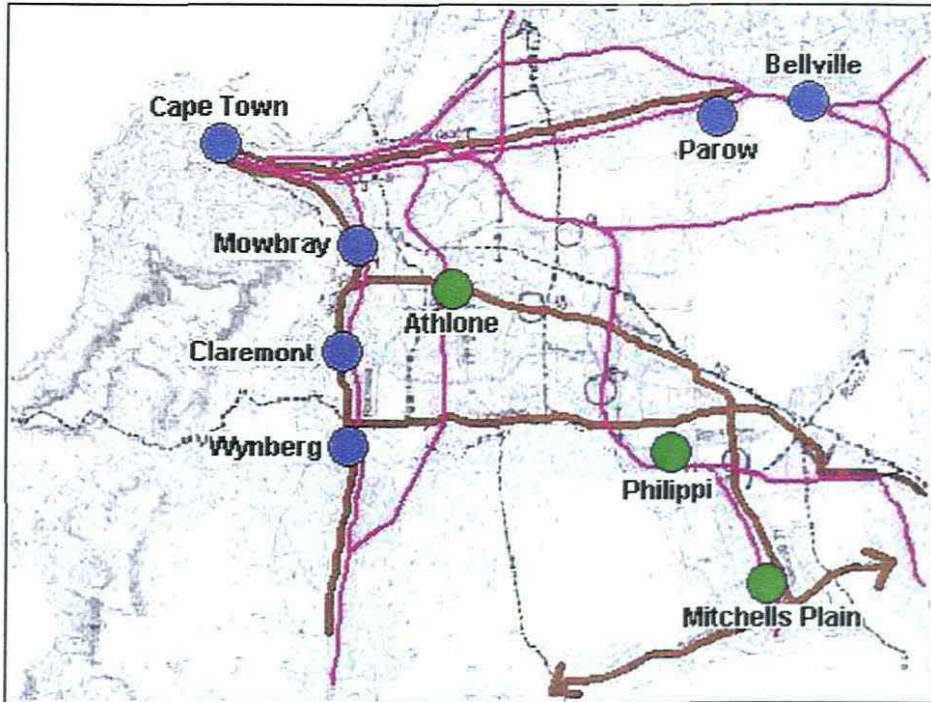 Bellville
Cape Town
Parow
Mowbray
Athlone
Claremont
Wynberg
Philippi
Mitchells Plain